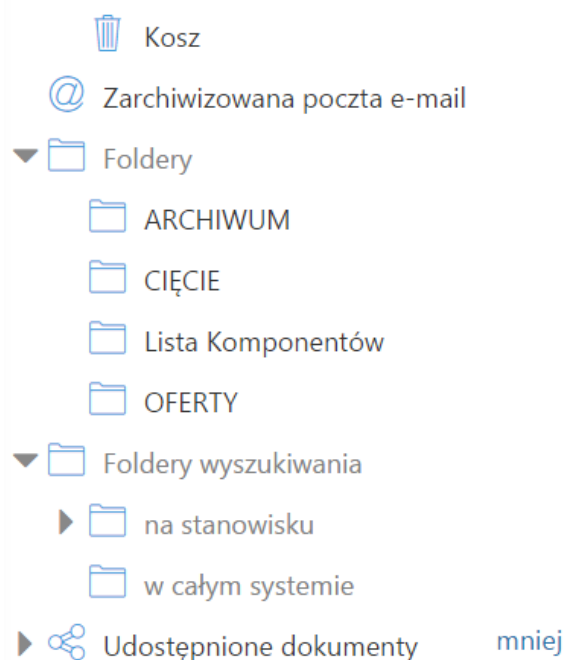 Kosz
Zarchiwizowana poczta e-mail
Foldery
ARCHIWUM
CIĘCIE
Lista Komponentów
OFERTY
Foldery wyszukiwania
na stanowisku
w całym systemie
Udostępnione dokumenty mniej